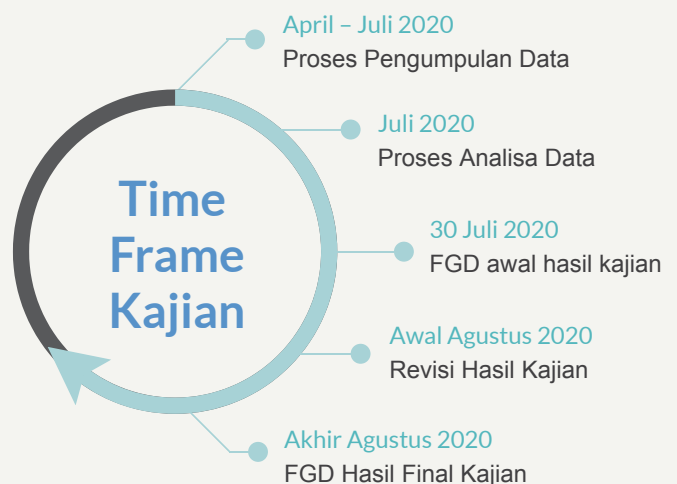 April – Juli 2020
Proses Pengumpulan Data
Juli 2020
Proses Analisa Data
Time
Frame
Kajian
30 Juli 2020
FGD awal hasil kajian
Awal Agustus 2020
Revisi Hasil Kajian
Akhir Agustus 2020
FGD Hasil Final Kajian